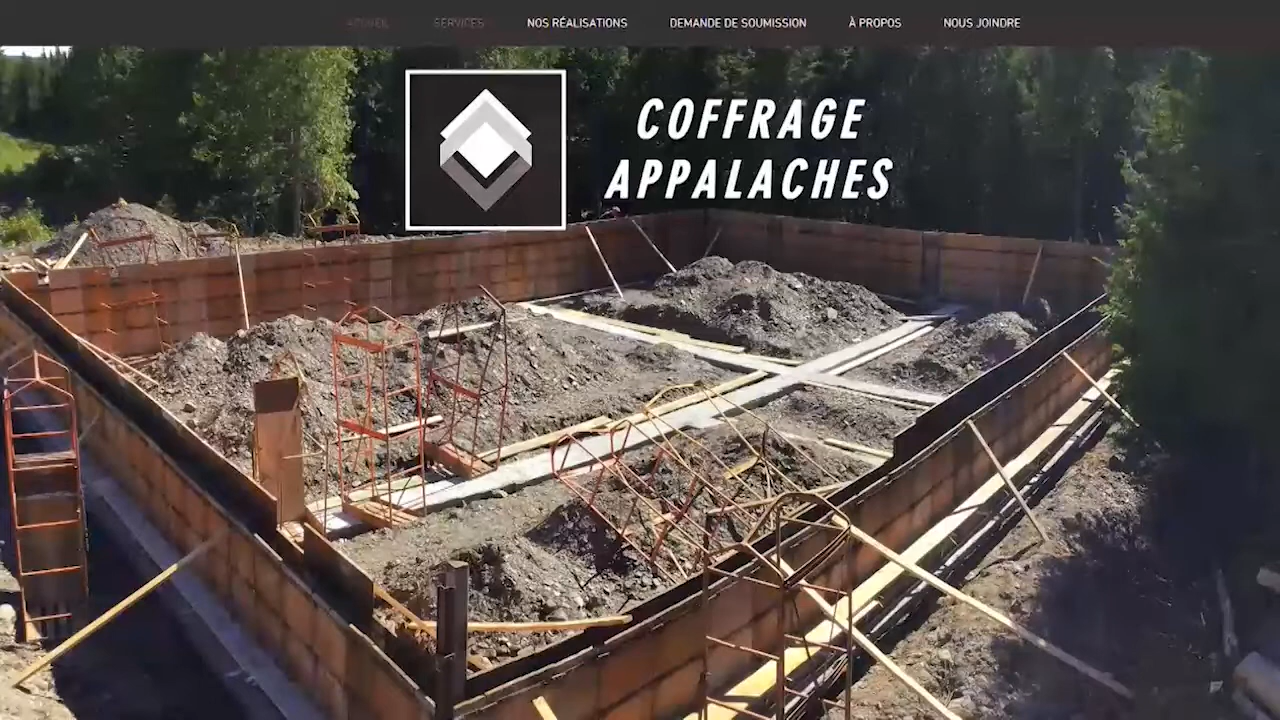 ACCUEIL SERVICES NOS RÉALISATIONS DEMANDE DE SOUMISSION À PROPOS NOUS JOINDRE
COFFRAGE
APPALACHES